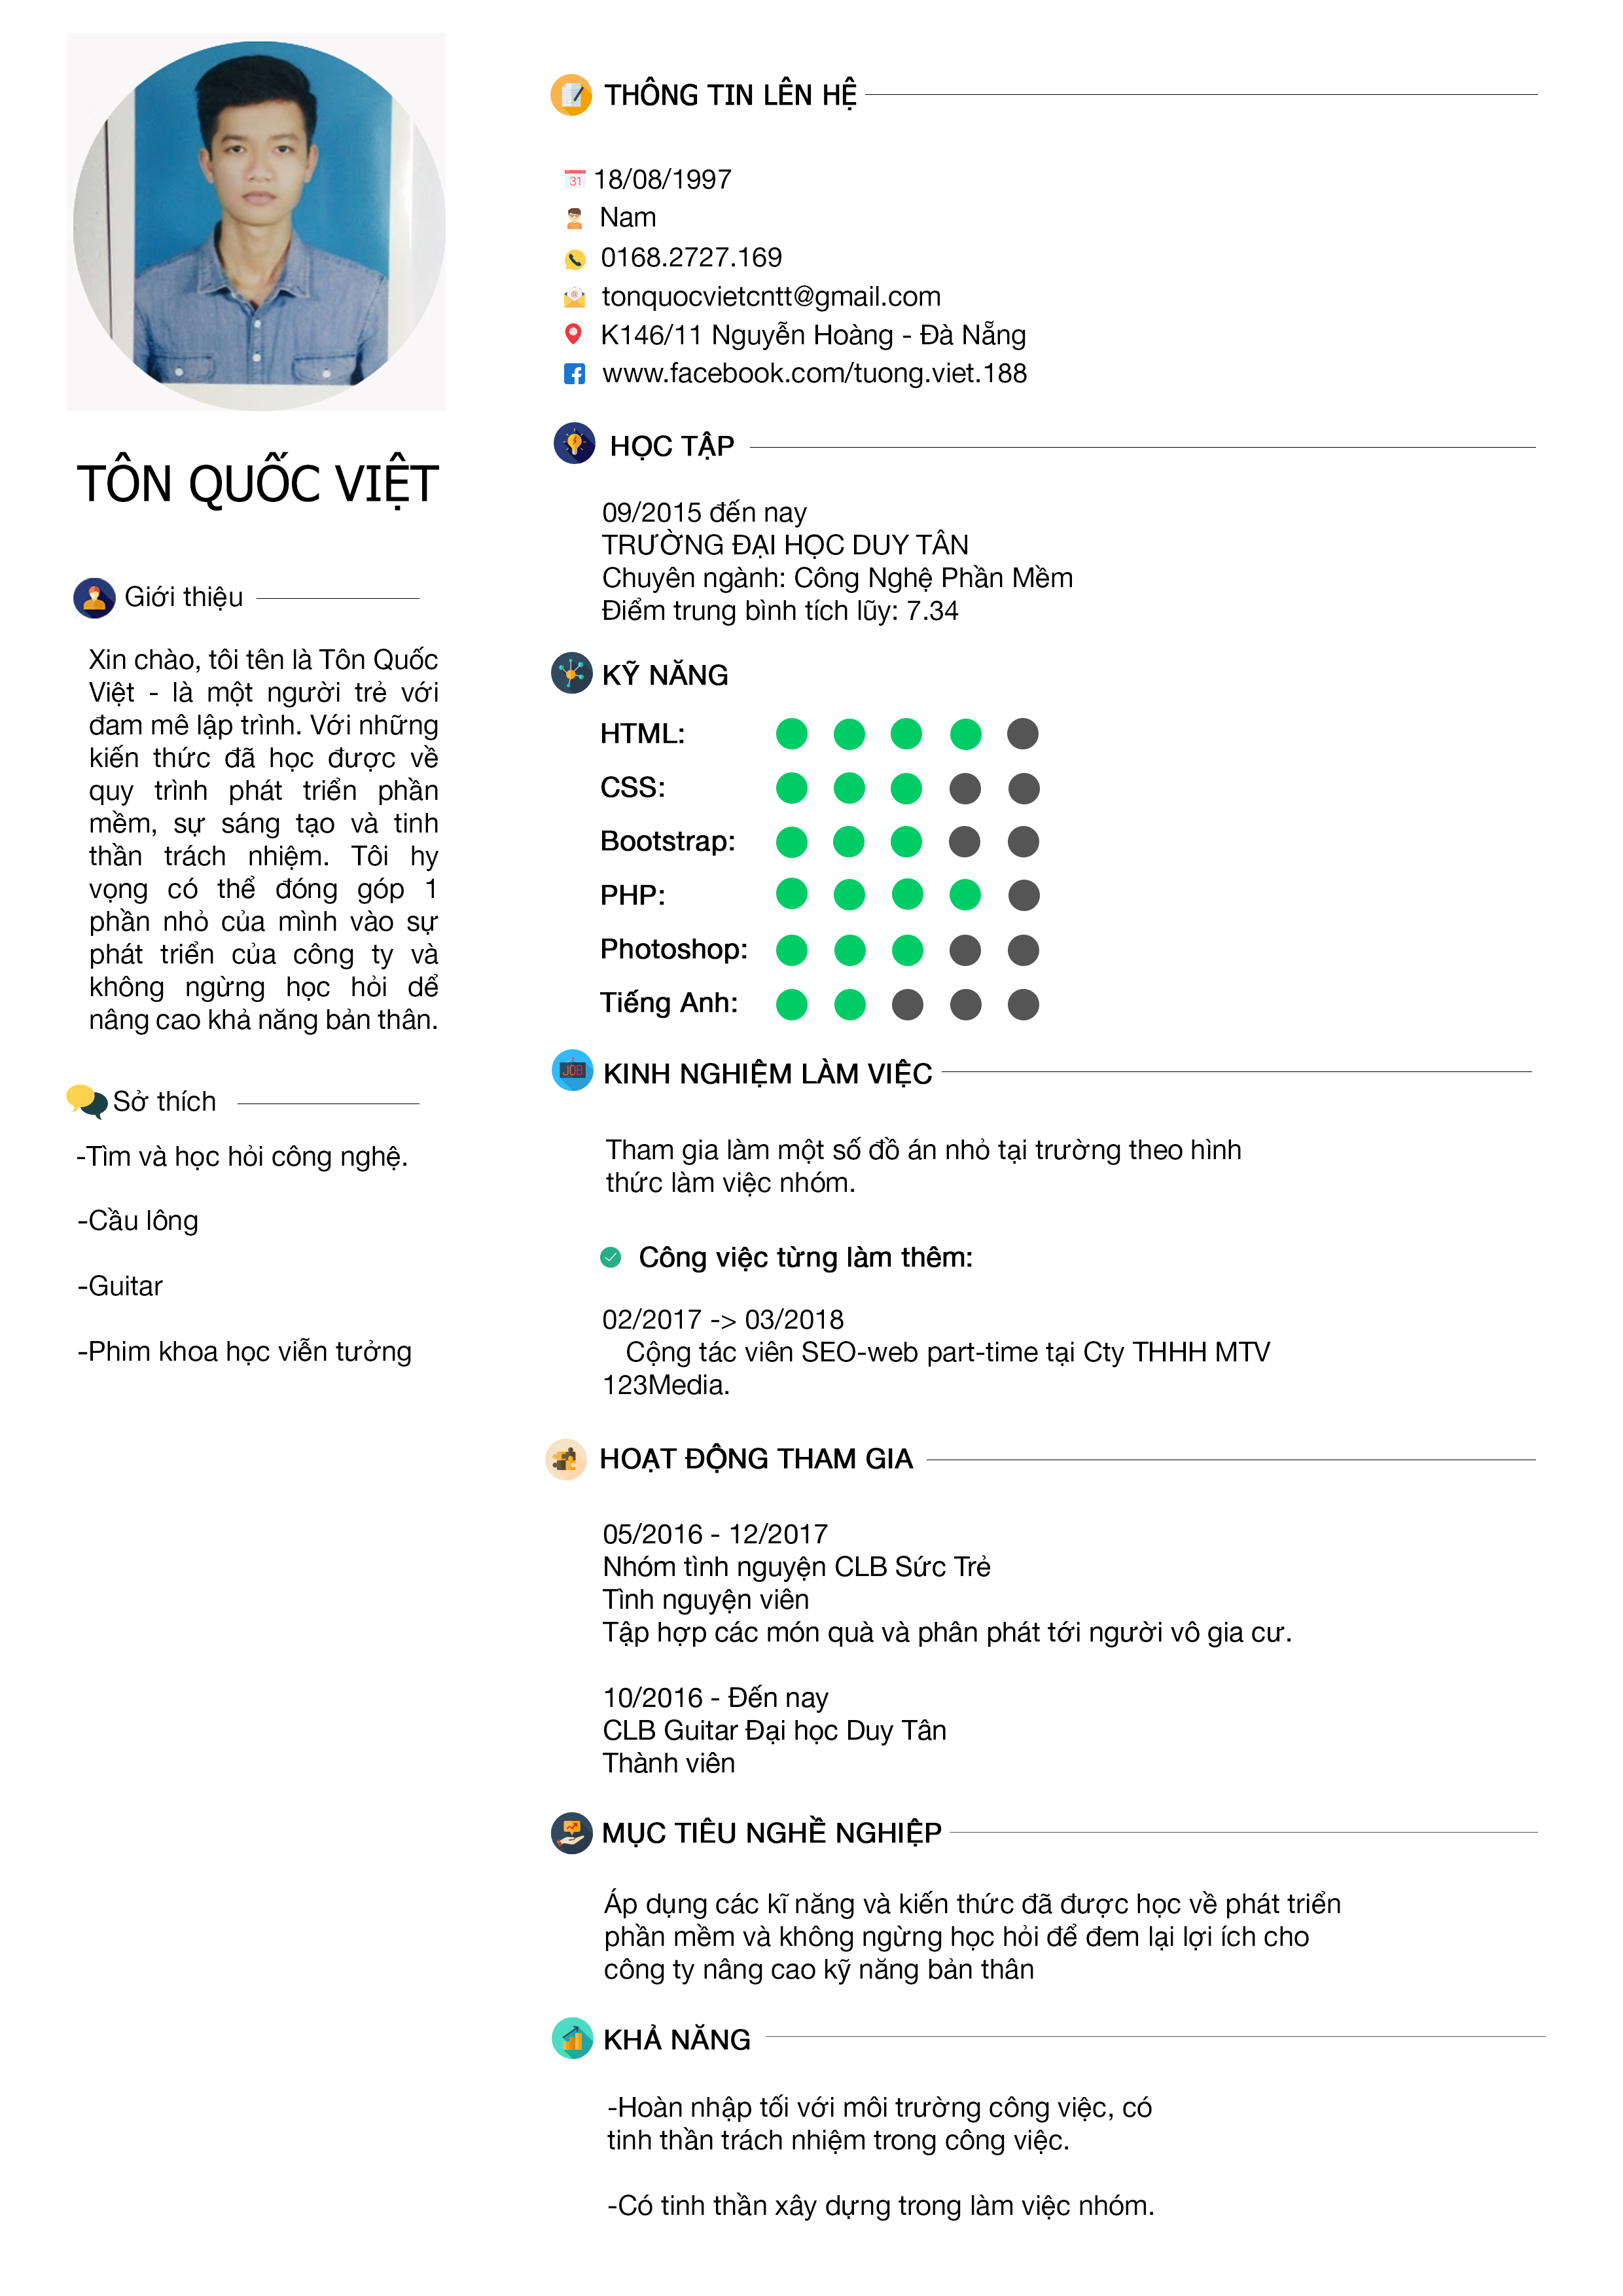 TÔN QUỐC VIỆT
Giới thiệu
Xin chào, tôi tên là Tôn Quốc
Việt - là một người trẻ với
đam mê lập trình. Với những
kiến thức đã học được về
quy trình phát triển phần
mềm, sự sáng tạo và tinh
thần trách nhiệm. Tôi hy
vọng có thể đóng góp 1
phần nhỏ của mình vào sự
phát triển của công ty và
không ngừng học hỏi dể
nâng cao khả năng bản thân.
Sở thích
-Tìm và học hỏi công nghệ.
-Cầu lông
-Guitar
-Phim khoa học viễn tưởng
THÔNG TIN LÊN HỆ
31 18/08/1997
Nam
0168.2727.169
tonquocvietcntt@gmail.com
K146/11 Nguyễn Hoàng - Đà Nẵng
www.facebook.com/tuong.viet.188
HỌC TẬP
09/2015 đến nay
TRƯỜNG ĐẠI HỌC DUY TÂN
Chuyên ngành: Công Nghệ Phần Mềm
Điểm trung bình tích lũy: 7.34
KỸ NĂNG
HTML:
CSS:
Bootstrap:
PHP:
Photoshop:
Tiếng Anh:
JOB KINH NGHIỆM LÀM VIỆC
Tham gia làm một số đồ án nhỏ tại trường theo hình
thức làm việc nhóm.
Công việc từng làm thêm:
02/2017 -> 03/2018
Cộng tác viên SEO-web part-time tại Cty THHH MTV
123Media.
HOẠT ĐỘNG THAM GIA
05/2016 - 12/2017
Nhóm tình nguyện CLB Sức Trẻ
Tình nguyện viên
Tập hợp các món quà và phân phát tới người vô gia cư.
10/2016 - Đến nay
CLB Guitar Đại học Duy Tân
Thành viên
MỤC TIÊU NGHỀ NGHIỆP
Áp dụng các kĩ năng và kiến thức đã được học về phát triển
phần mềm và không ngừng học hỏi để đem lại lợi ích cho
công ty nâng cao kỹ năng bản thân
KHẢ NĂNG
-Hoàn nhập tối với môi trường công việc, có
tinh thần trách nhiệm trong công việc.
-Có tinh thần xây dựng trong làm việc nhóm.